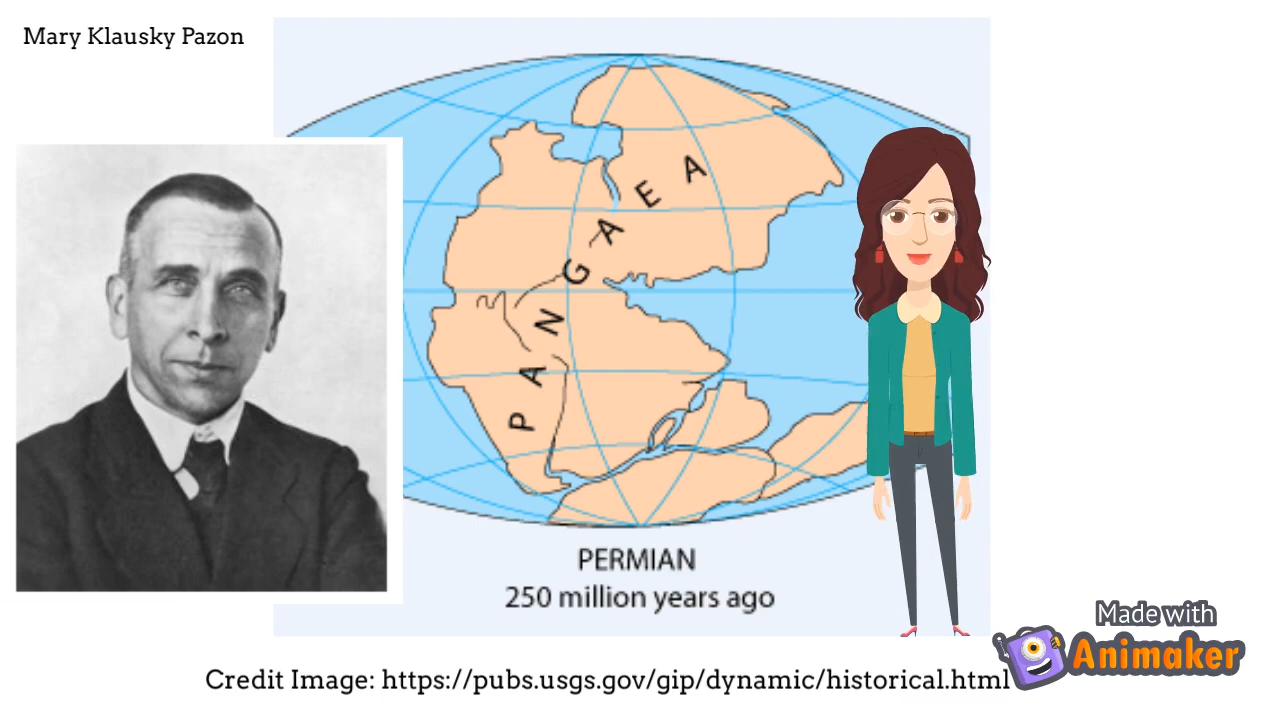 Mary Klausky Pazon
PANGAEA
PERMIAN
250 million years ago
Credit Image: https://pubs.usgs.gov/gip/dynamic/historical.html
Made with
Animaker